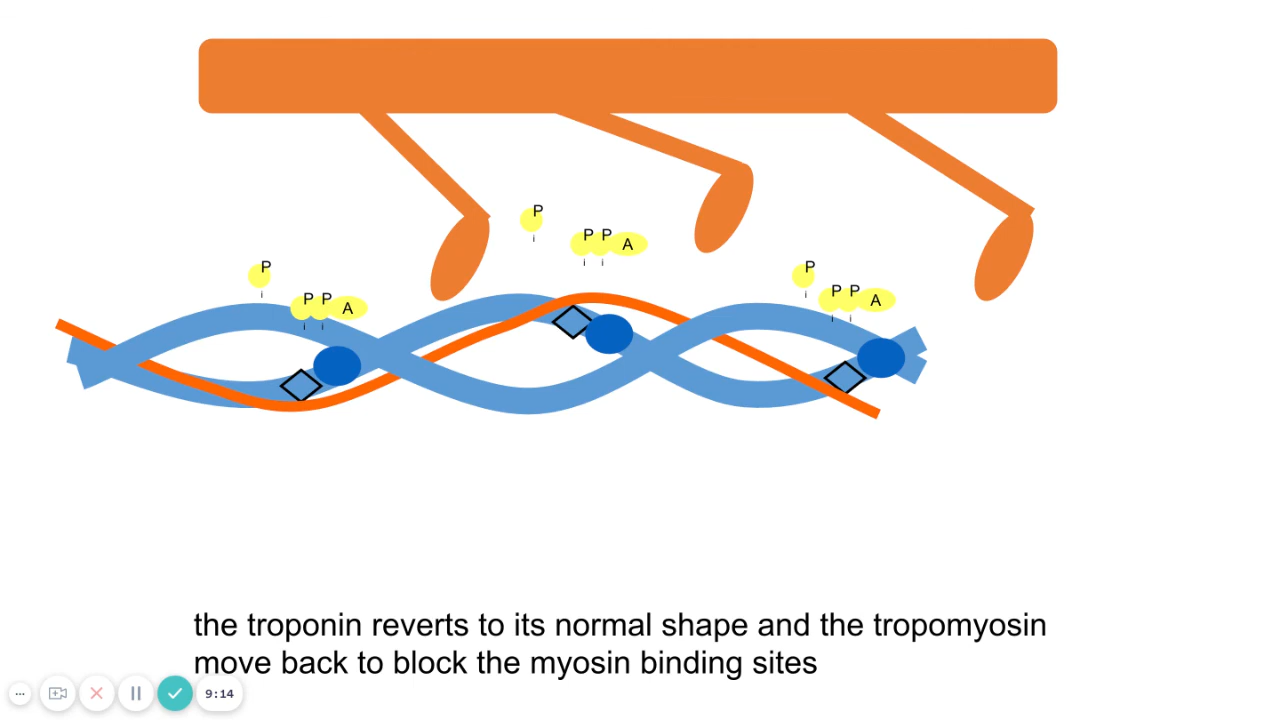 P
P P A
P
P P A
P
P P A
the troponin reverts to its normal shape and the tropomyosin
move back to block the myosin binding sites
9:14